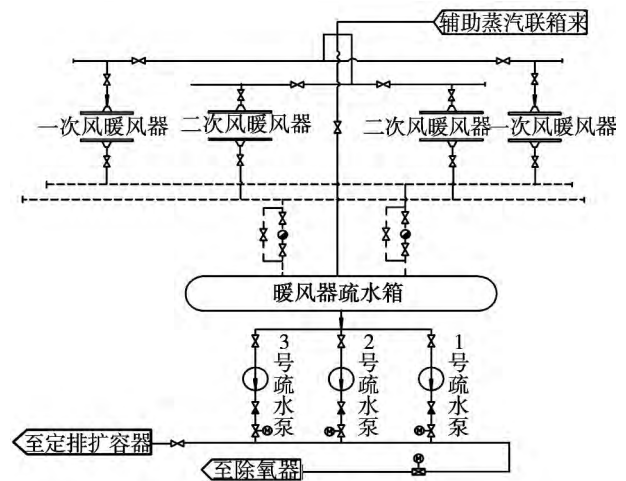 辅助蒸汽联箱来
一次风暖风器
二次风暖风器
二次风暖风器
一次风暖风器
暖风器疏水箱
3号疏水泵
2号疏水泵
1号疏水泵
至定排扩容器
至除氧器